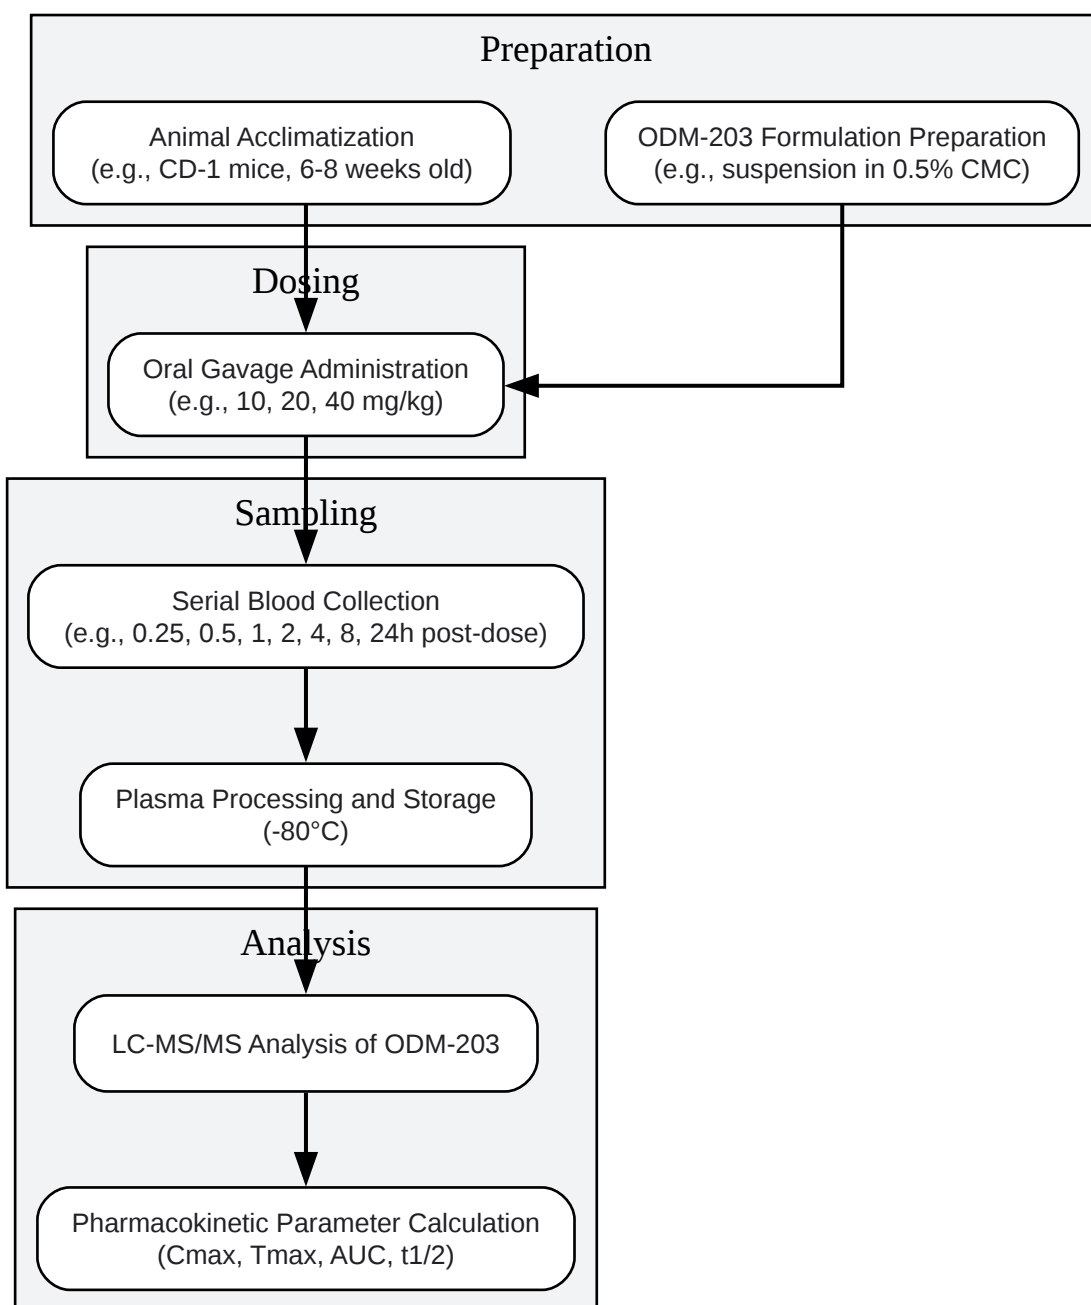 Preparation
Animal Acclimatization
(e.g., CD-1 mice, 6-8 weeks old)
ODM-203 Formulation Preparation
(e.g., suspension in 0.5% CMC)
Dosing
Oral Gavage Administration
(e.g., 10, 20, 40 mg/kg)
Sampling
Serial Blood Collection
(e.g., 0.25, 0.5, 1, 2, 4, 8, 24h post-dose)
Plasma Processing and Storage
(-80°C)
Analysis
LC-MS/MS Analysis of ODM-203
Pharmacokinetic Parameter Calculation
(Cmax, Tmax, AUC, t1/2)